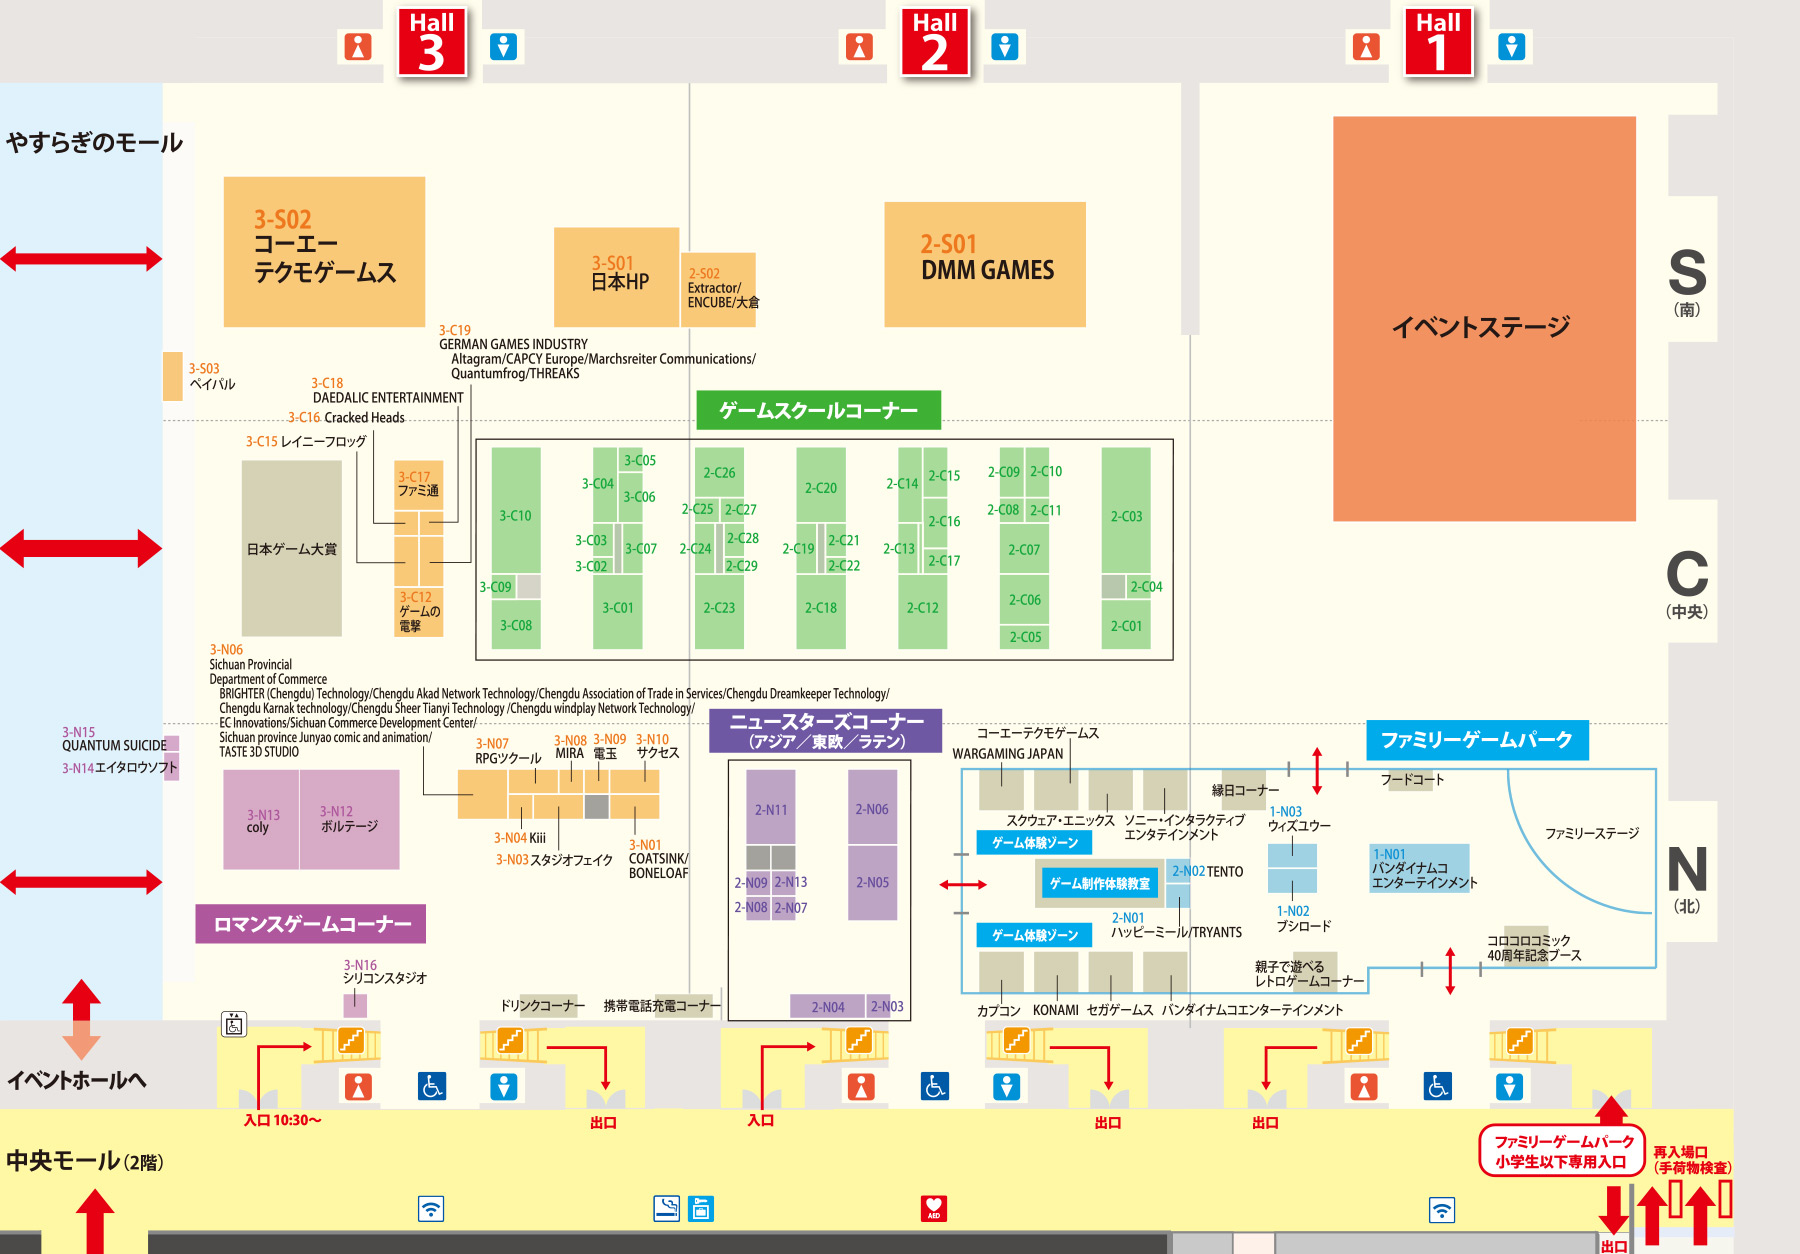 Hall
3
Hall
2
Hall
1
やすらぎのモール
3-S02
コーエー
テクモゲームス
3-S01
日本HP
2-S02
Extractor/
ENCUBE/大倉
2-S01
DMM GAMES
イベントステージ
S
(南)
3-S03
ペイパル
3-C19
GERMAN GAMES INDUSTRY
Altagram/CAPCY Europe/Marchsreiter Communications/
Quantumfrog/THREAKS
3-C18
DAEDALIC ENTERTAINMENT
3-C16 Cracked Heads
3-C15 レイニーフロッグ
ゲームスクールコーナー
日本ゲーム大賞
3-C17
ファミ通
3-C12
ゲームの
電撃
3-C10
3-C09
3-C08
3-C05
3-C04
3-C06
3-C03
3-C07
3-C02
3-C01
2-C26
2-C25
2-C27
2-C24
2-C28
2-C29
2-C23
2-C20
2-C19
2-C21
2-C22
2-C18
2-C14
2-C15
2-C16
2-C13
2-C17
2-C12
2-C09
2-C10
2-C08
2-C11
2-C07
2-C06
2-C05
2-C03
2-C04
2-C01
C
(中央)
3-N06
Sichuan Provincial
Department of Commerce
BRIGHTER (Chengdu) Technology/Chengdu Akad Network Technology/Chengdu Association of Trade in Services/Chengdu Dreamkeeper Technology/
Chengdu Karnak technology/Chengdu Sheer Tianyi Technology /Chengdu windplay Network Technology/
EC Innovations/Sichuan Commerce Development Center/
Sichuan province Junyao comic and animation/
TASTE 3D STUDIO
3-N15
QUANTUM SUICIDE
3-N14 エイタロウソフト
3-N07
RPGツクール
3-N08
MIRA
3-N09
電玉
3-N10
サクセス
3-N13
coly
3-N12
ボルテージ
3-N04 Kiii
3-N03 スタジオフェイク
3-N01
COATSINK/
BONELOAF
ロマンスゲームコーナー
3-N16
シリコンスタジオ
ドリンクコーナー
携帯電話充電コーナー
ニュースターズコーナー
(アジア／東欧／ラテン)
2-N11
2-N06
2-N09
2-N13
2-N05
2-N08
2-N07
2-N04
2-N03
ファミリーゲームパーク
コーエーテクモゲームス
WARGAMING JAPAN
スクウェア・エニックス
ソニー・インタラクティブ
エンタテインメント
縁日コーナー
フードコート
ゲーム体験ゾーン
ゲーム制作体験教室
2-N02 TENTO
2-N01
ハッピーミール/TRYANTS
ゲーム体験ゾーン
1-N03
ウィズユウー
1-N02
ブシロード
1-N01
バンダイナムコ
エンターテインメント
ファミリーステージ
コロコロコミック
40周年記念ブース
親子で遊べる
レトロゲームコーナー
カプコン
KONAMI
セガゲームス
バンダイナムコエンターテインメント
N
(北)
イベントホールへ
入口 10:30～
出口
入口
出口
出口
中央モール(2階)
AED
ファミリーゲームパーク
小学生以下専用入口
再入場口
(手荷物検査)
出口